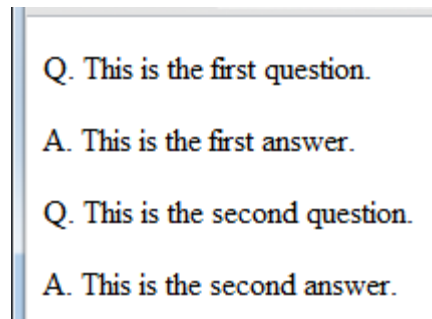 Q. This is the first question.
A. This is the first answer.
Q. This is the second question.
A. This is the second answer.